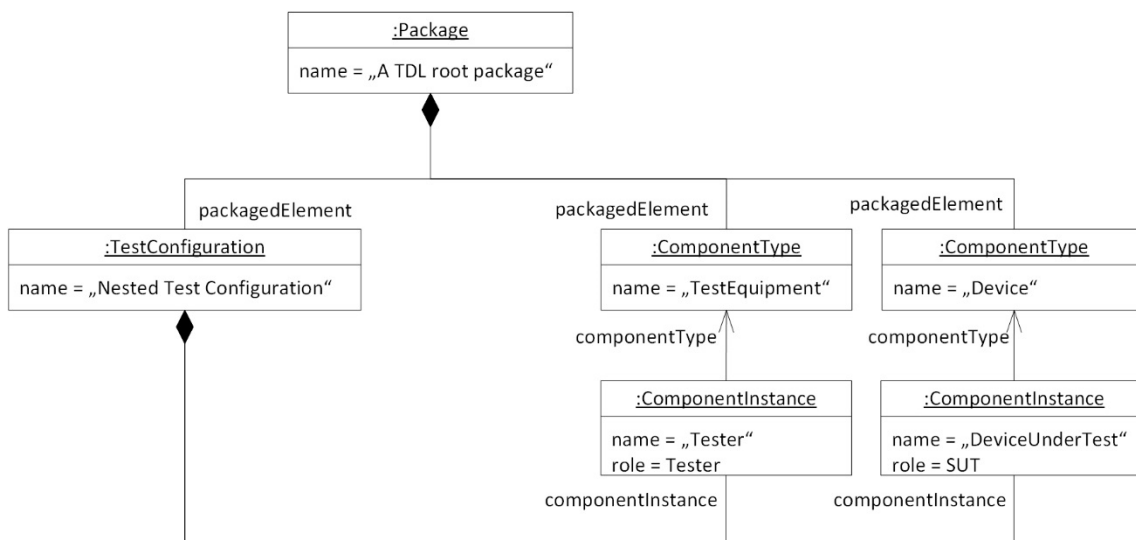 :Package
name = „A TDL root package“
packagedElement
packagedElement
packagedElement
:TestConfiguration
name = „Nested Test Configuration“
:ComponentType
name = „TestEquipment“
:ComponentType
name = „Device“
componentType
componentType
:ComponentInstance
name = „Tester“
role = Tester
:ComponentInstance
name = „DeviceUnderTest“
role = SUT
componentInstance
componentInstance